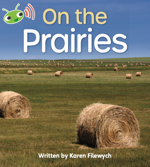 On the
Prairies
Written by Karen Filewych